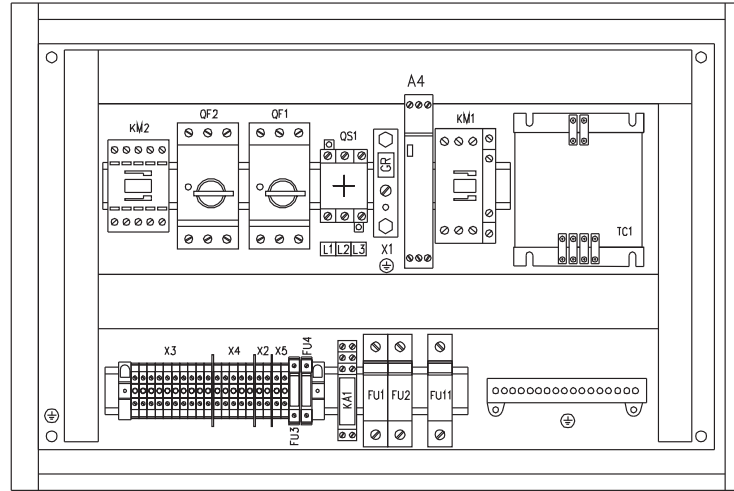 A4
QF2 QF1 KM1
KM2 QS1
GR
TC1
L1 L2 L3 X1
X3 X4 X2 X5 FU4
KA1 FU1 FU2 FU11
FU3